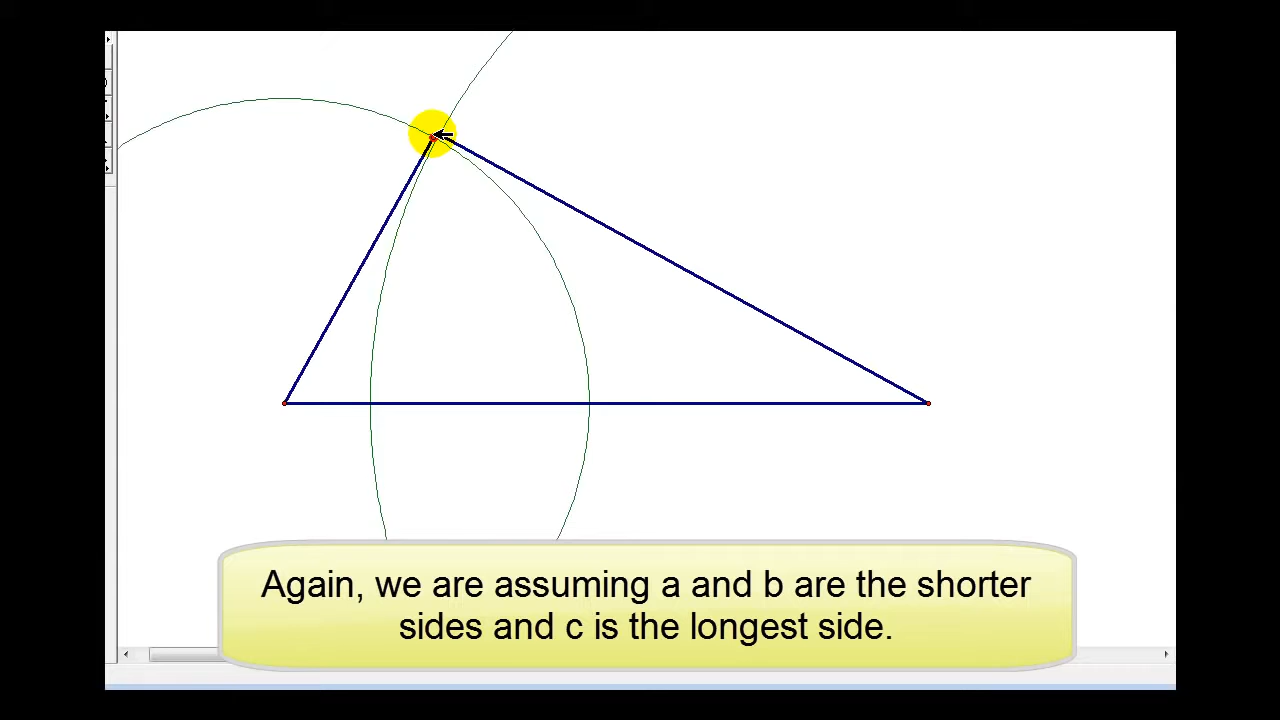 Again, we are assuming a and b are the shorter
sides and c is the longest side.